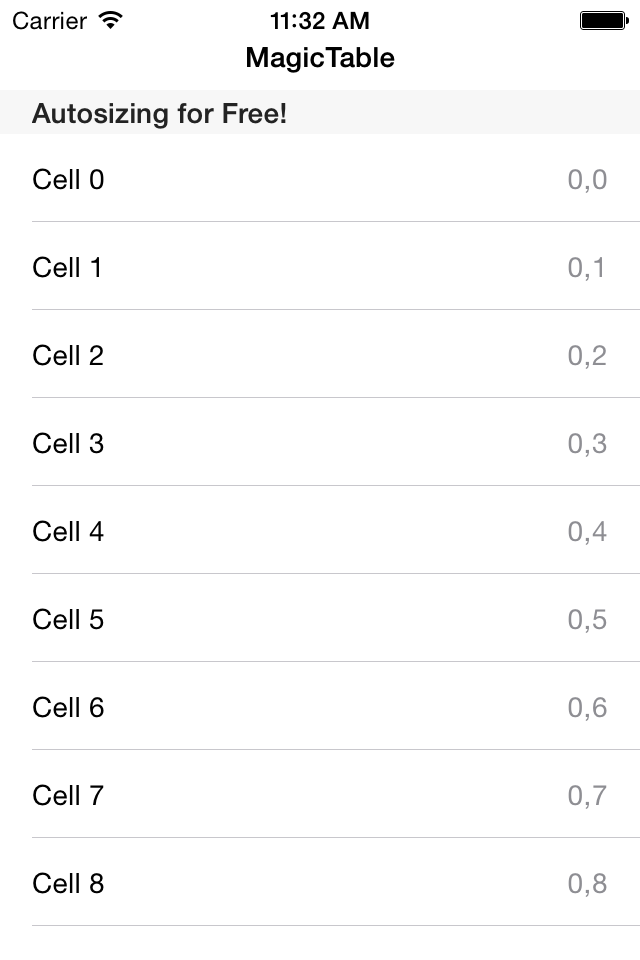 Carrier 11:32 AM
MagicTable
Autosizing for Free!
Cell 0 0,0
Cell 1 0,1
Cell 2 0,2
Cell 3 0,3
Cell 4 0,4
Cell 5 0,5
Cell 6 0,6
Cell 7 0,7
Cell 8 0,8